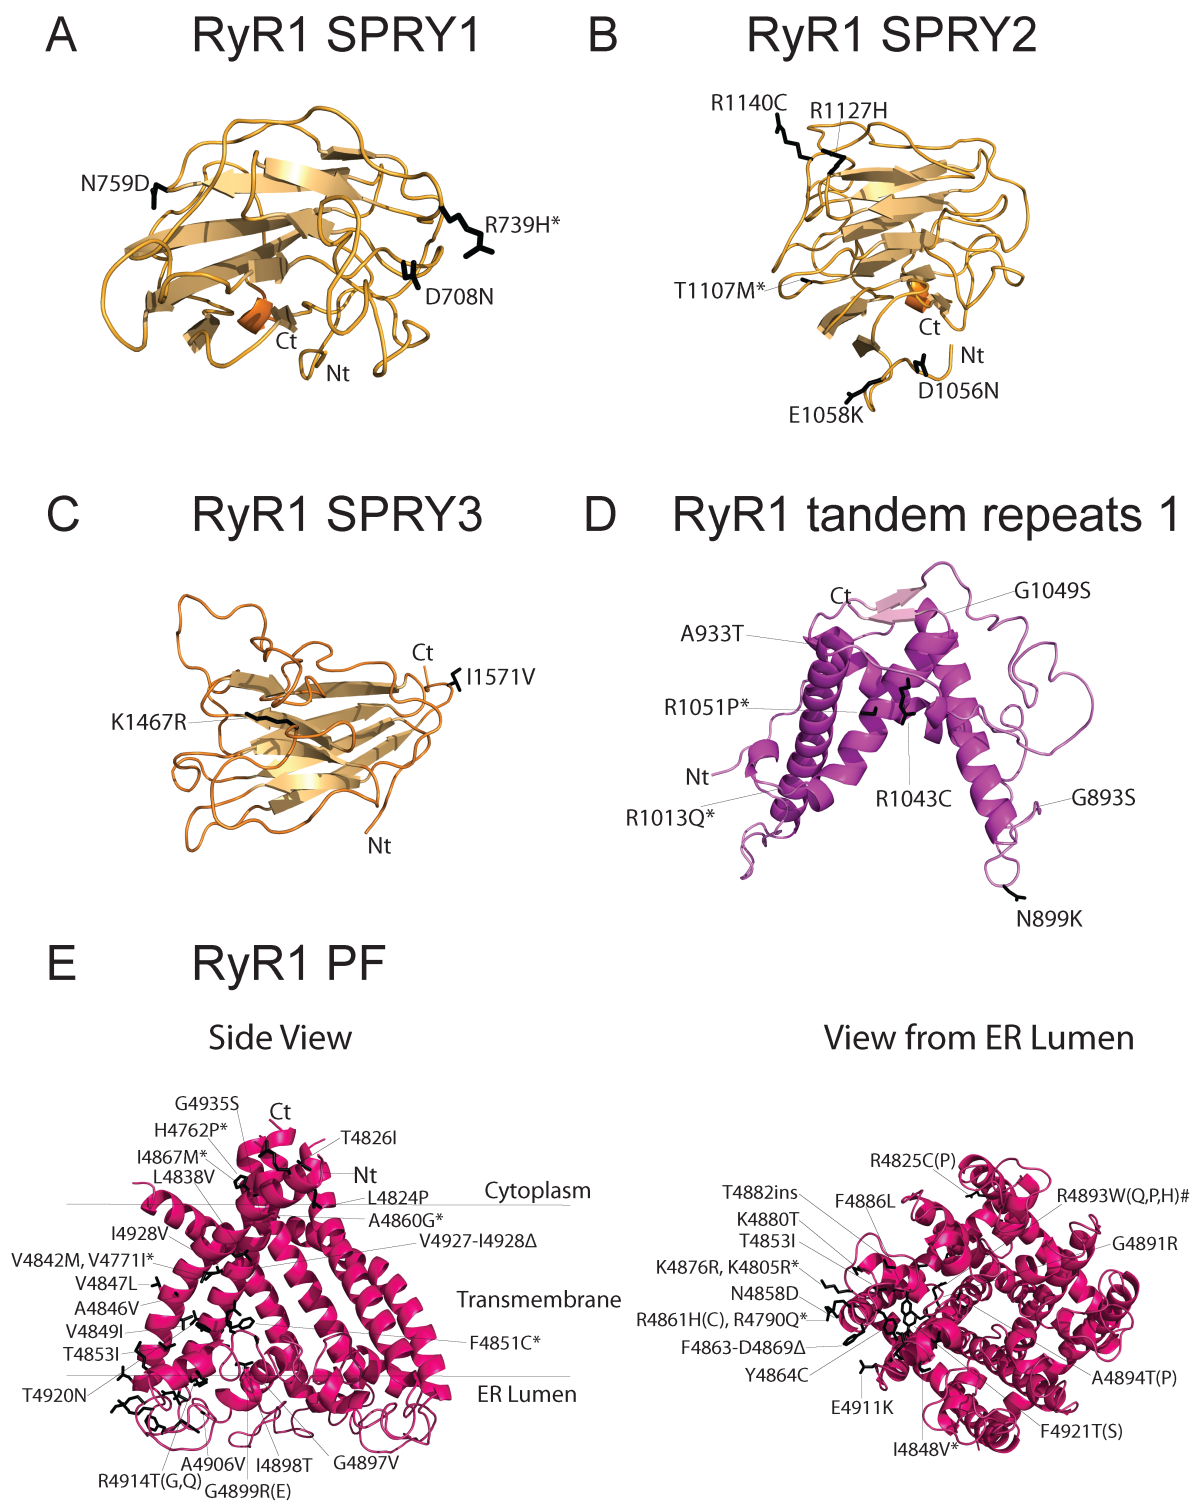 A RyR1 SPRY1
B RyR1 SPRY2
N759D
R739H*
D708N
Ct
Nt
R1140C
R1127H
T1107M*
Ct
Nt
D1056N
E1058K
C RyR1 SPRY3
D RyR1 tandem repeats 1
Ct
I1571V
K1467R
Nt
Ct
G1049S
A933T
R1051P*
Nt
R1043C
G893S
R1013Q*
N899K
E RyR1 PF
Side View
G4935S
Ct
H4762P*
T4826I
I4867M*
L4838V
Nt
L4824P
Cytoplasm
A4860G*
I4928V
V4927-I4928Δ
V4842M, V4771I*
V4847L
A4846V
Transmembrane
V4849I
F4851C*
T4853I
T4920N
ER Lumen
A4906V
I4898T
G4897V
R4914T(G,Q)
G4899R(E)
View from ER Lumen
R4825C(P)
T4882ins
F4886L
R4893W(Q,P,H)#
K4880T
T4853I
G4891R
K4876R, K4805R*
N4858D
R4861H(C), R4790Q*
F4863-D4869Δ
Y4864C
A4894T(P)
E4911K
F4921T(S)
I4848V*